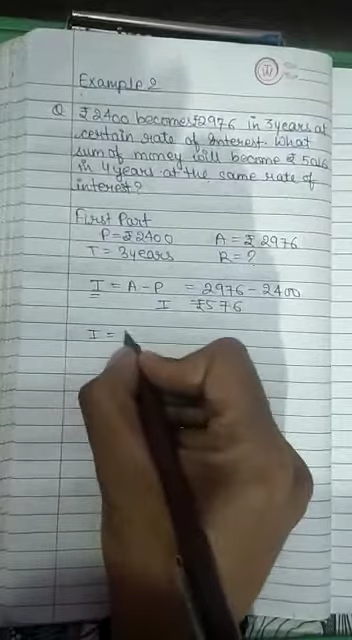 Example 2
Q ₹2400 becomes ₹2976 in 3 years at
certain rate of interest. What
sum of money will become ₹
in 4 years at the same rate of
interest?
First Part
P = ₹2400 A = ₹2976
T = 3 years R = ?
I = A - P = 2976 - 2400
I = ₹576
I =